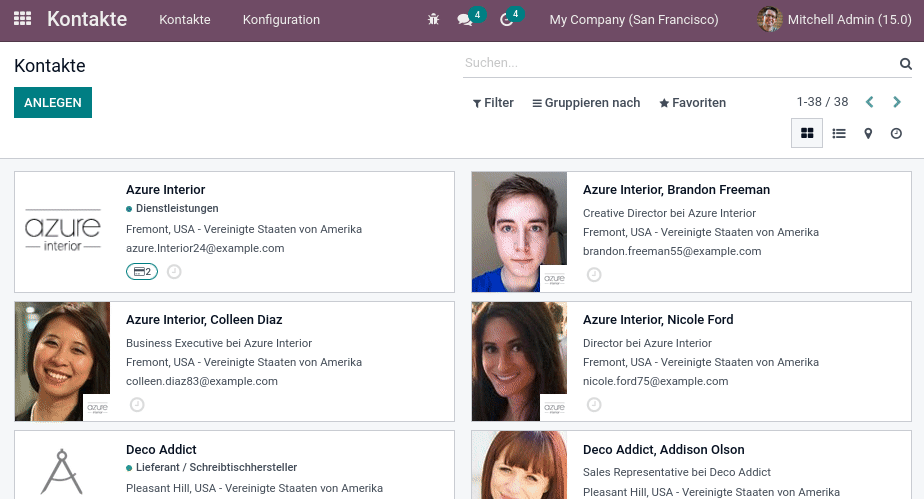 Kontakte Kontakte Konfiguration 4 4 My Company (San Francisco) Mitchell Admin (15.0)
Kontakte
Suchen...
ANLEGEN
Filter Gruppieren nach Favoriten 1-38 / 38
Azure Interior
Dienstleistungen
Fremont, USA - Vereinigte Staaten von Amerika
azure.Interior24@example.com
2
azure
interior
Azure Interior, Brandon Freeman
Creative Director bei Azure Interior
Fremont, USA - Vereinigte Staaten von Amerika
brandon.freeman55@example.com
azure
Azure Interior, Colleen Diaz
Business Executive bei Azure Interior
Fremont, USA - Vereinigte Staaten von Amerika
colleen.diaz83@example.com
azure
Azure Interior, Nicole Ford
Director bei Azure Interior
Fremont, USA - Vereinigte Staaten von Amerika
nicole.ford75@example.com
azure
Deco Addict
Lieferant / Schreibtischhersteller
Pleasant Hill, USA - Vereinigte Staaten von Amerika
Deco Addict, Addison Olson
Sales Representative bei Deco Addict
Pleasant Hill, USA - Vereinigte Staaten von Amerika